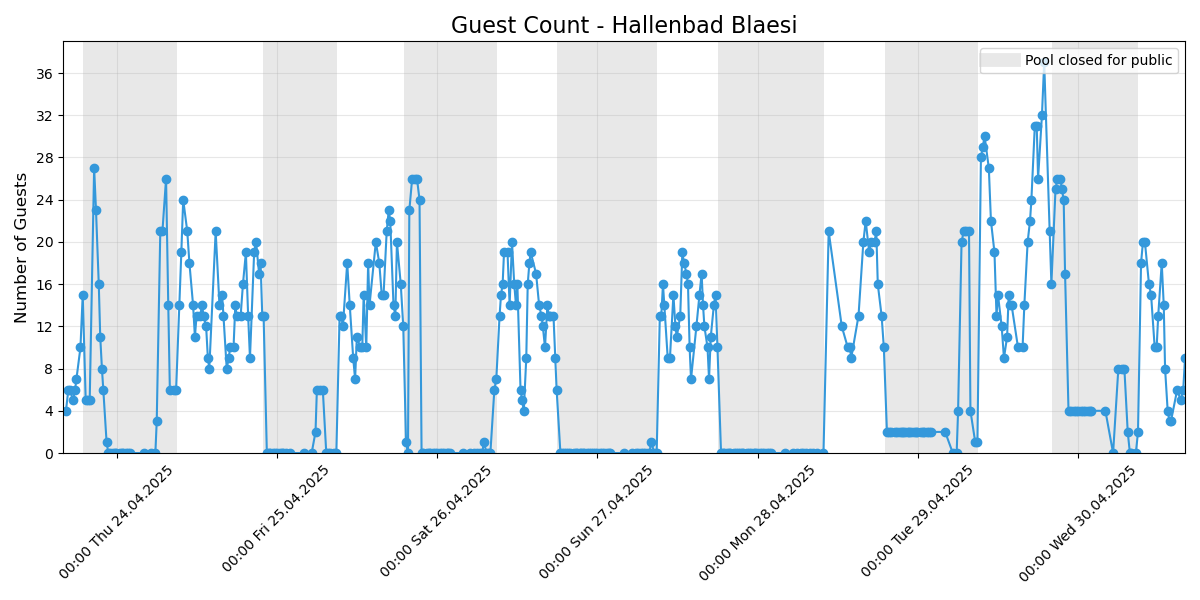 Guest Count - Hallenbad Blaesi
Pool closed for public
Number of Guests
36
32
28
24
20
16
12
8
4
0
00:00 Thu 24.04.2025
00:00 Fri 25.04.2025
00:00 Sat 26.04.2025
00:00 Sun 27.04.2025
00:00 Mon 28.04.2025
00:00 Tue 29.04.2025
00:00 Wed 30.04.2025